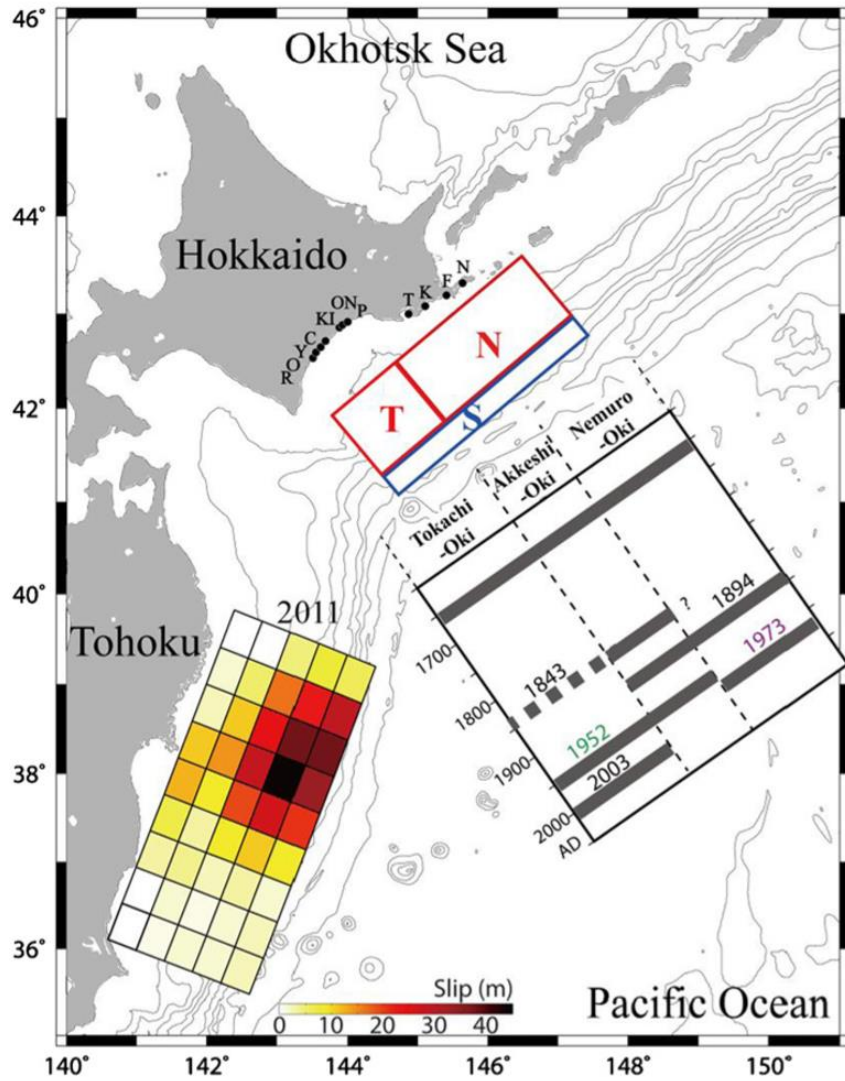 46°
Okhotsk Sea
44°
Hokkaido
N
F
K
T
ON
P
KI
C
Y
O
R
N
42°
T
S
Nemuro
-Oki
Akkeshi
-Oki
Tokachi
-Oki
40°
2011
Tohoku
1700
?
1894
1843
1973
1800
1952
1900
2003
2000
AD
38°
36°
Slip (m)
0 10 20 30 40
Pacific Ocean
140° 142° 144° 146° 148° 150°